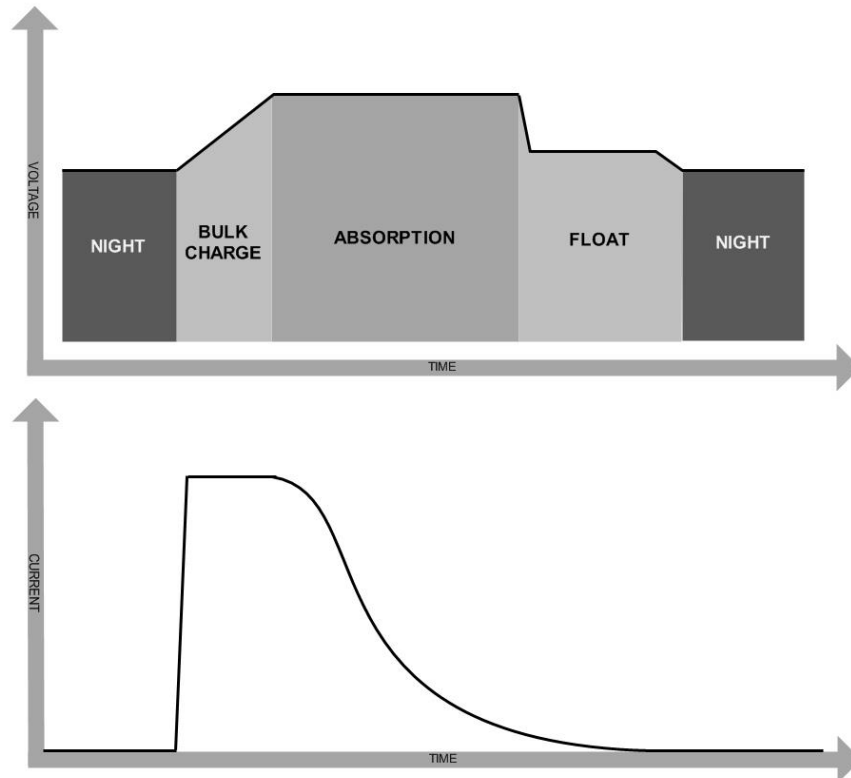 VOLTAGE
NIGHT
BULK
CHARGE
ABSORPTION
FLOAT
NIGHT
TIME
CURRENT
TIME